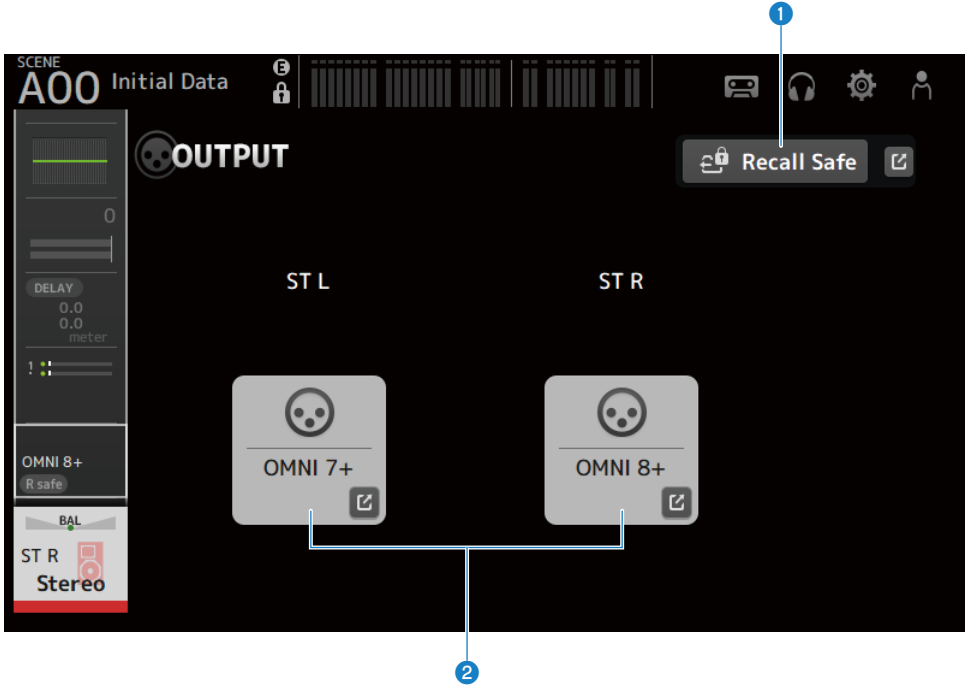 1
SCENE
A00 Initial Data
E
OUTPUT
Recall Safe
0
ST L
ST R
DELAY
0.0
0.0
meter
1
OMNI 7+
OMNI 8+
OMNI 8+
R safe
BAL
ST R
Stereo
2